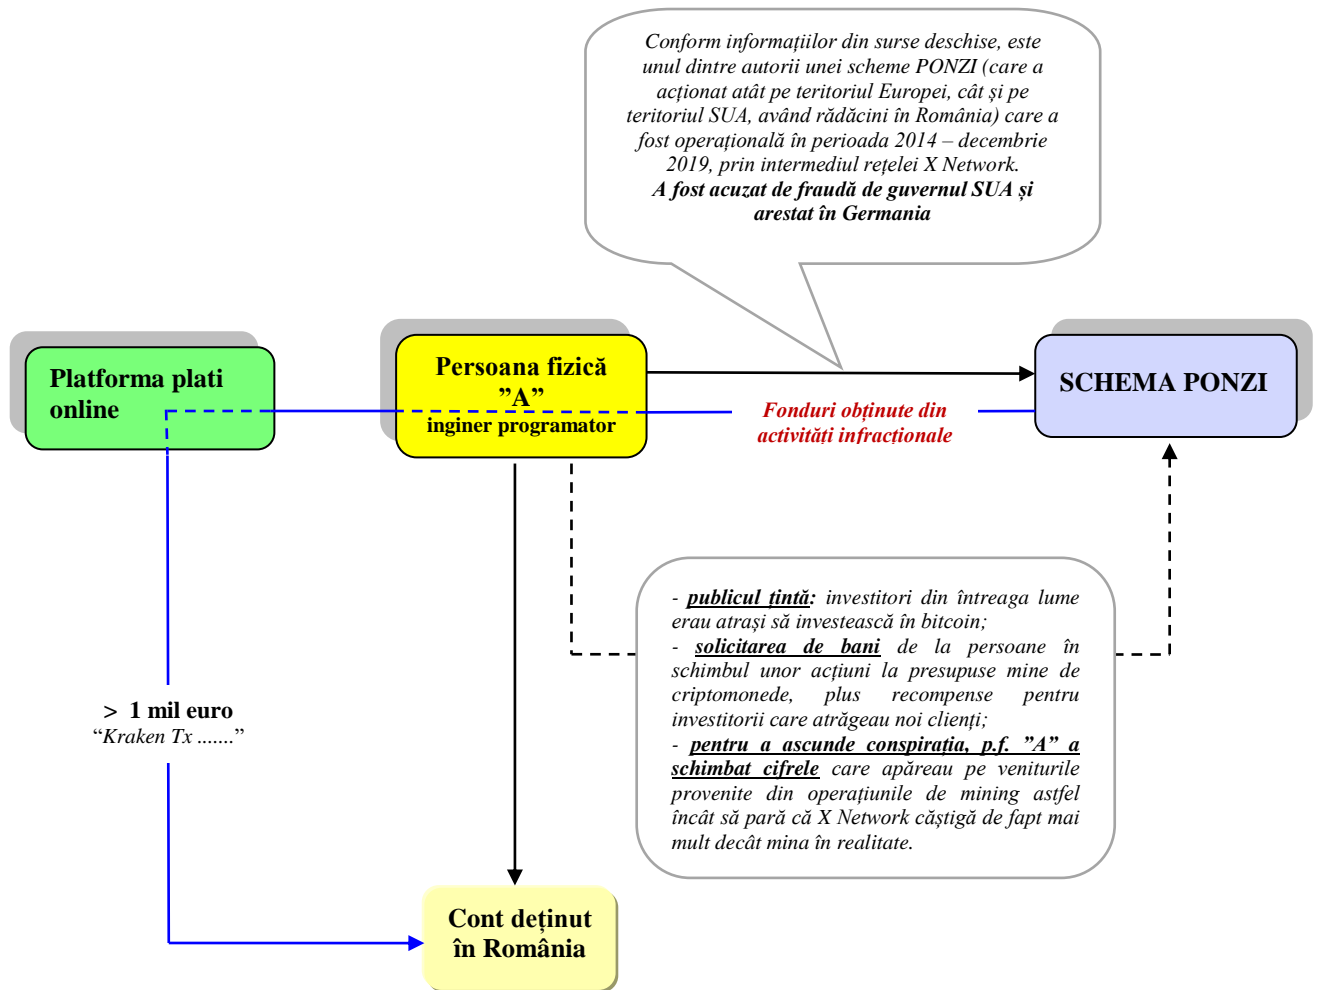 Conform informațiilor din surse deschise, este
unul dintre autorii unei scheme PONZI (care a
acționat atât pe teritoriul Europei, cât și pe
teritoriul SUA, având rădăcini în România) care a
fost operațională în perioada 2014 – decembrie
2019, prin intermediul rețelei X Network.
A fost acuzat de fraudă de guvernul SUA și
arestat în Germania
Platforma plati
online
Persoana fizică
”A”
inginer programator
SCHEMA PONZI
Fonduri obținute din
activități infracționale
- publicul țintă: investitori din întreaga lume
erau atrași să investească în bitcoin;
- solicitarea de bani de la persoane în
schimbul unor acțiuni la presupuse mine de
criptomonede, plus recompense pentru
investitorii care atrăgeau noi clienți;
- pentru a ascunde conspirația, p.f. ”A” a
schimbat cifrele care apăreau pe veniturile
provenite din operațiunile de mining astfel
încât să pară că X Network câștigă de fapt mai
mult decât mina în realitate.
> 1 mil euro
“Kraken Tx .......”
Cont deținut
în România